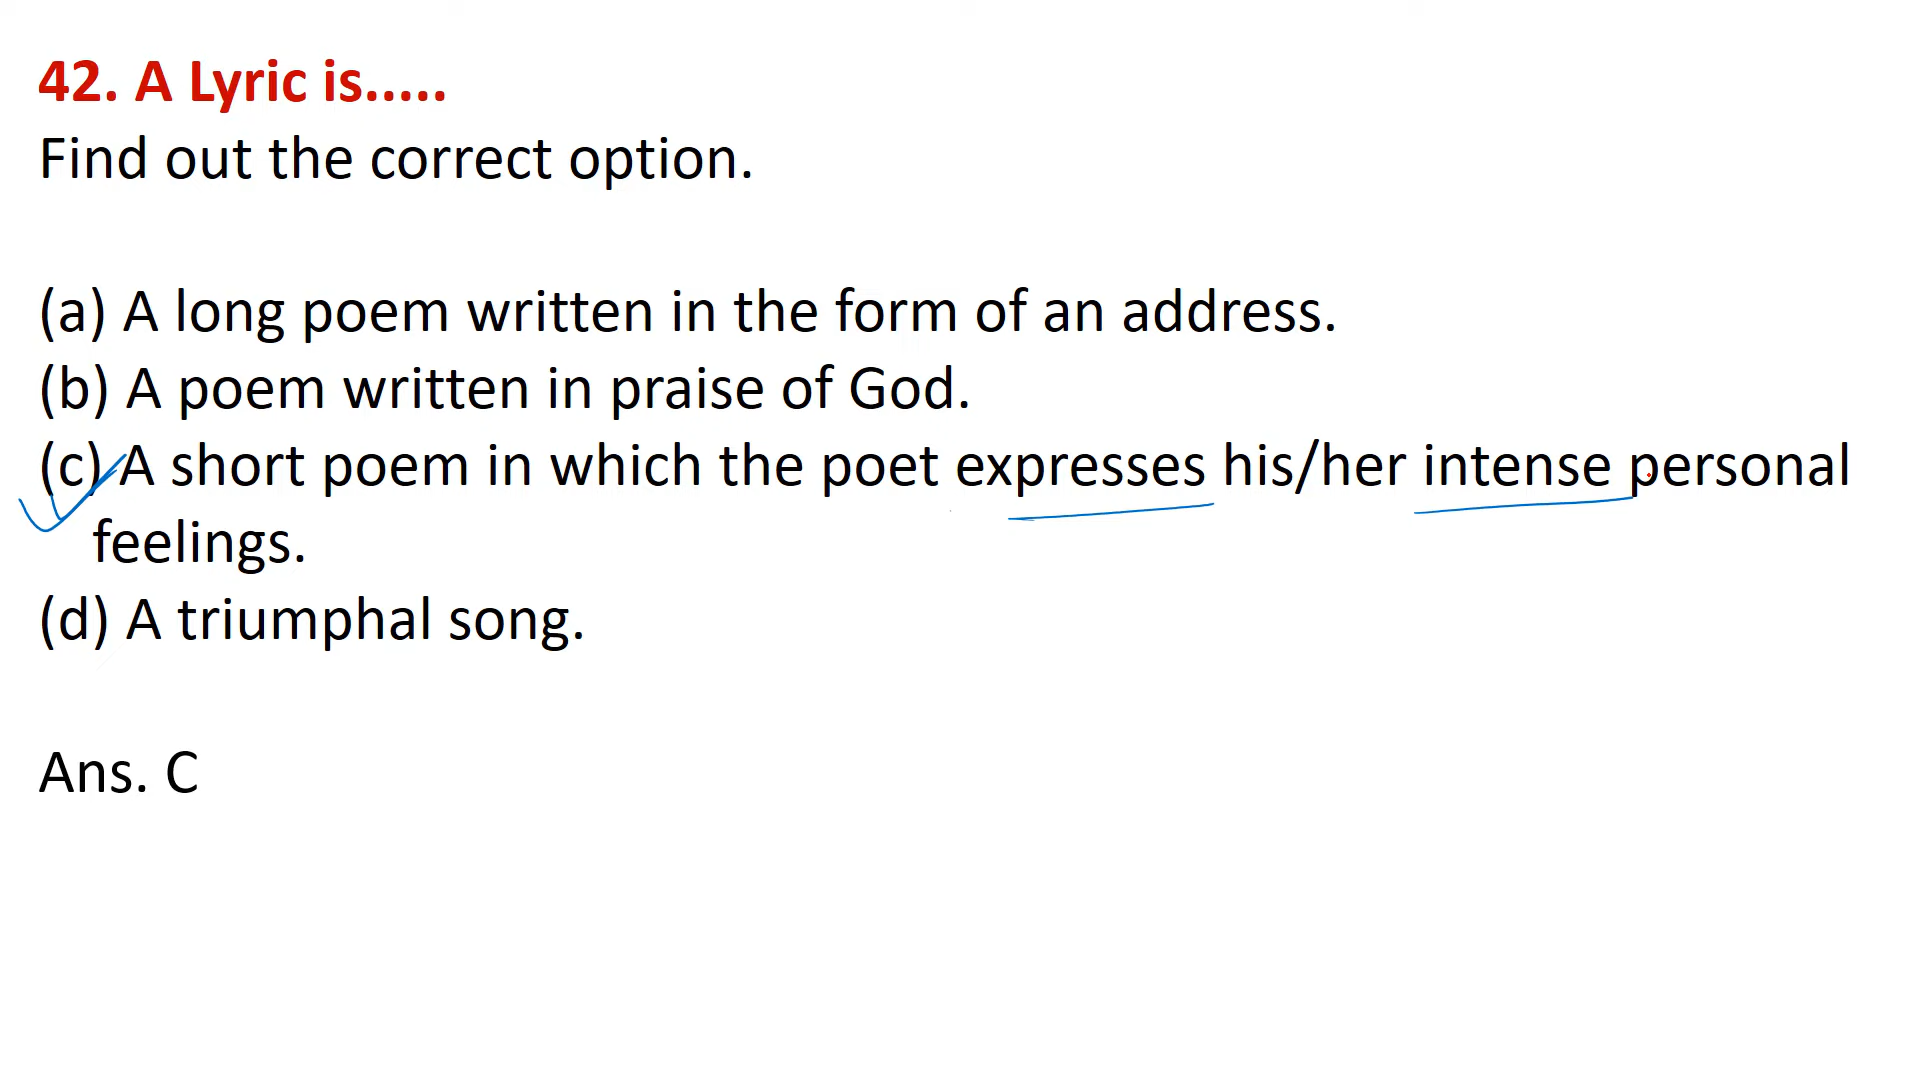 42. A Lyric is.....
Find out the correct option.
(a) A long poem written in the form of an address.
(b) A poem written in praise of God.
(c) A short poem in which the poet expresses his/her intense personal
feelings.
(d) A triumphal song.
Ans. C